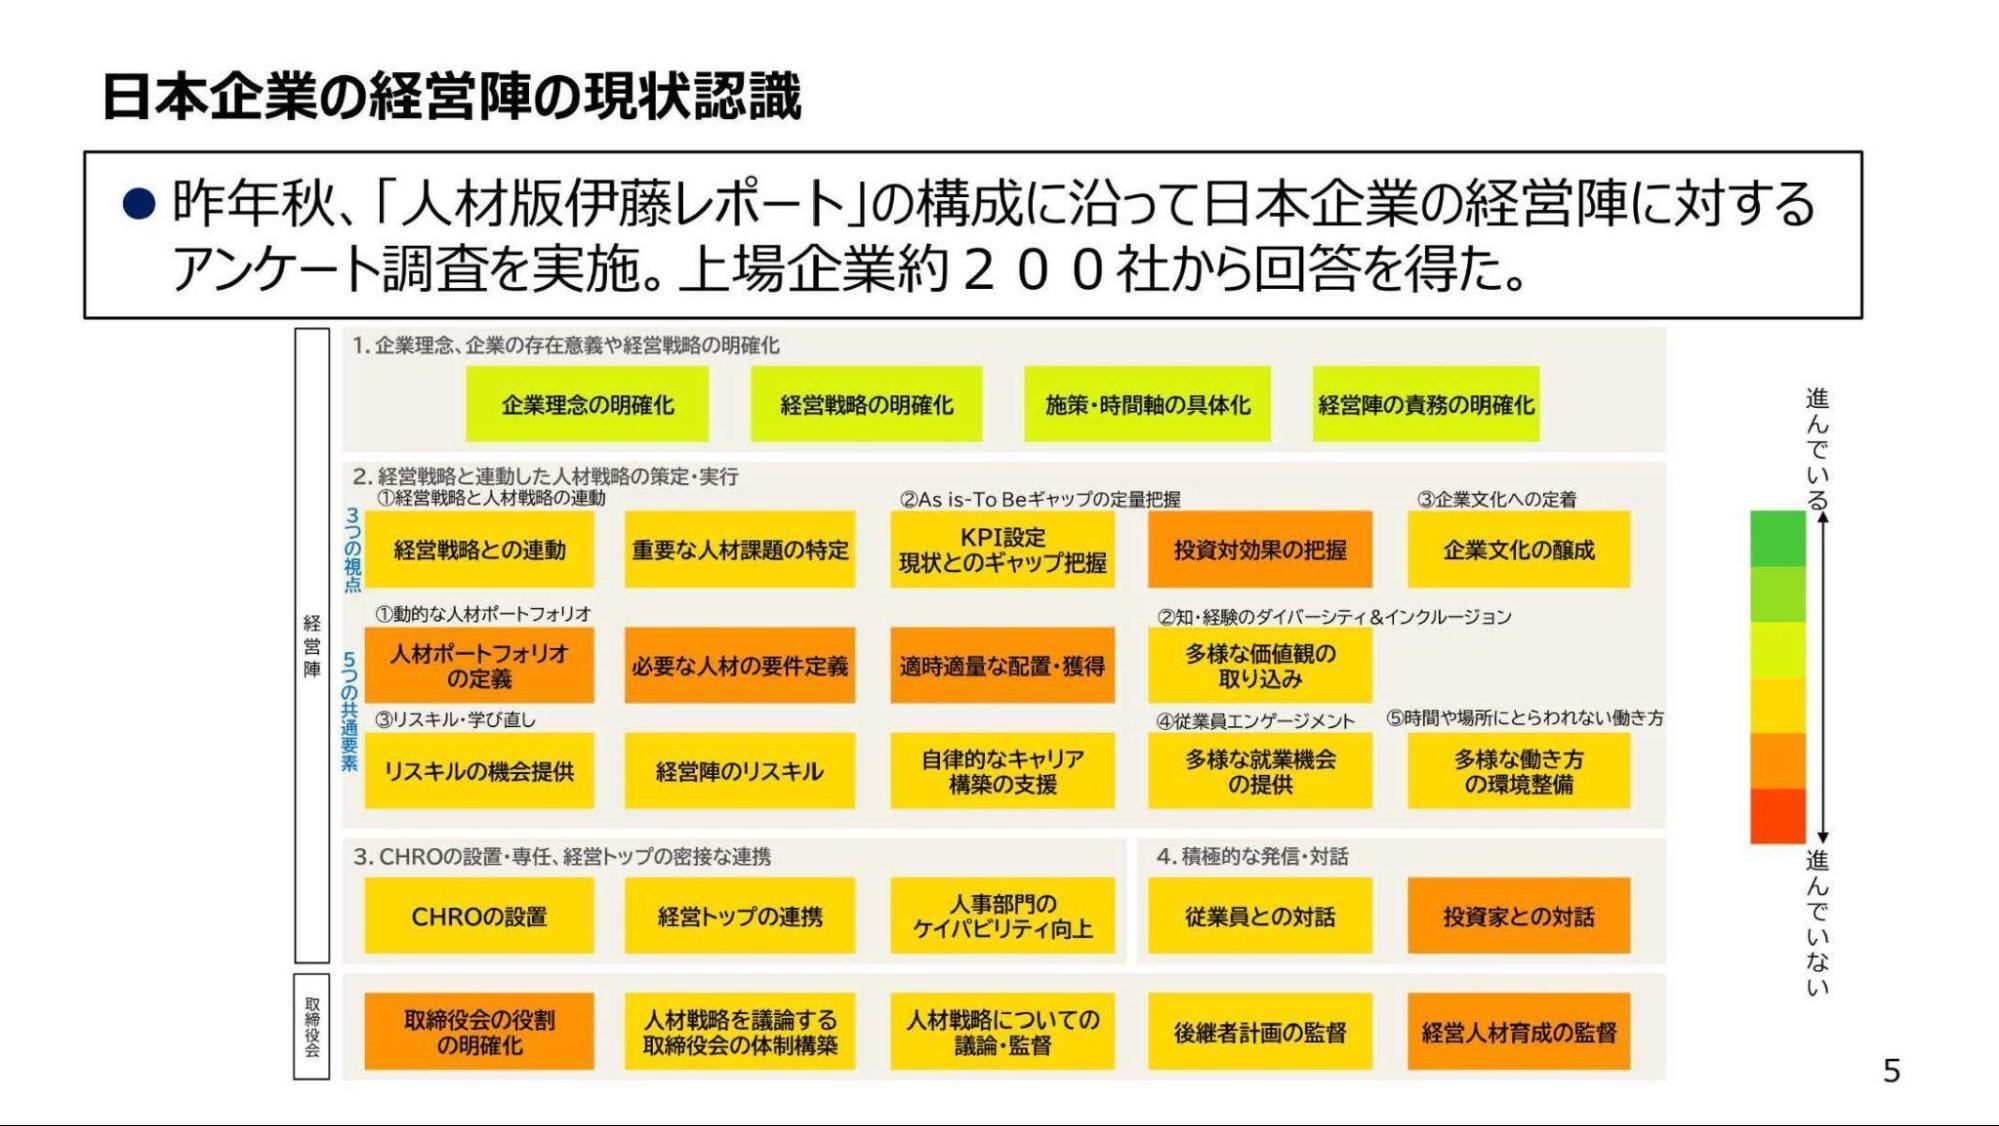 日本企業の経営陣の現状認識
● 昨年秋、「人材版伊藤レポート」の構成に沿って日本企業の経営陣に対する
アンケート調査を実施。上場企業約２００社から回答を得た。
経営陣
1. 企業理念、企業の存在意義や経営戦略の明確化
企業理念の明確化
経営戦略の明確化
施策・時間軸の具体化
経営陣の責務の明確化
2. 経営戦略と連動した人材戦略の策定・実行
3つの視点
①経営戦略と人材戦略の連動
②As is-To Beギャップの定量把握
③企業文化への定着
経営戦略との連動
重要な人材課題の特定
KPI設定
現状とのギャップ把握
投資対効果の把握
企業文化の醸成
5つの共通要素
①動的な人材ポートフォリオ
②知・経験のダイバーシティ＆インクルージョン
人材ポートフォリオ
の定義
必要な人材の要件定義
適時適量な配置・獲得
多様な価値観の
取り込み
③リスキル・学び直し
④従業員エンゲージメント
⑤時間や場所にとらわれない働き方
リスキルの機会提供
経営陣のリスキル
自律的なキャリア
構築の支援
多様な就業機会
の提供
多様な働き方
の環境整備
3. CHROの設置・専任、経営トップの密接な連携
CHROの設置
経営トップの連携
人事部門の
ケイパビリティ向上
4. 積極的な発信・対話
従業員との対話
投資家との対話
取締役会
取締役会の役割
の明確化
人材戦略を議論する
取締役会の体制構築
人材戦略についての
議論・監督
後継者計画の監督
経営人材育成の監督
進んでいる
進んでいない
5